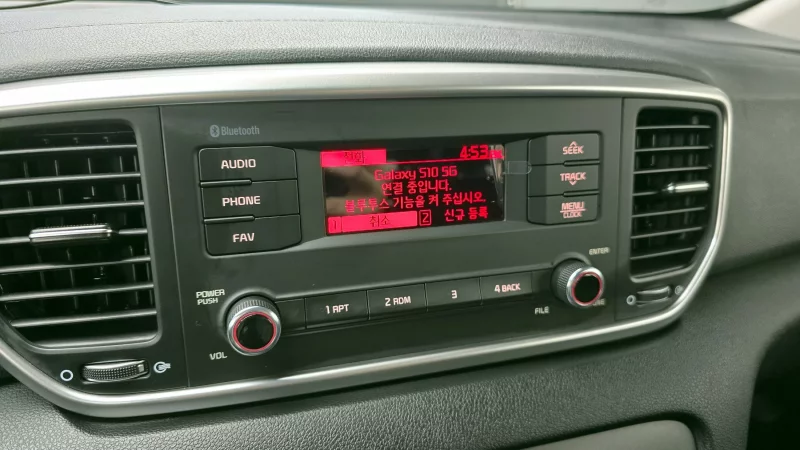 Bluetooth
AUDIO
PHONE
FAV
전화
4:53
Galaxy S10 5G
연결 중입니다.
블루투스 기능을 켜 주십시오.
1 취소 2 신규 등록
SEEK
TRACK
MENU
CLOCK
POWER
PUSH
VOL
1 RPT
2 RDM
3
4 BACK
ENTER
FILE